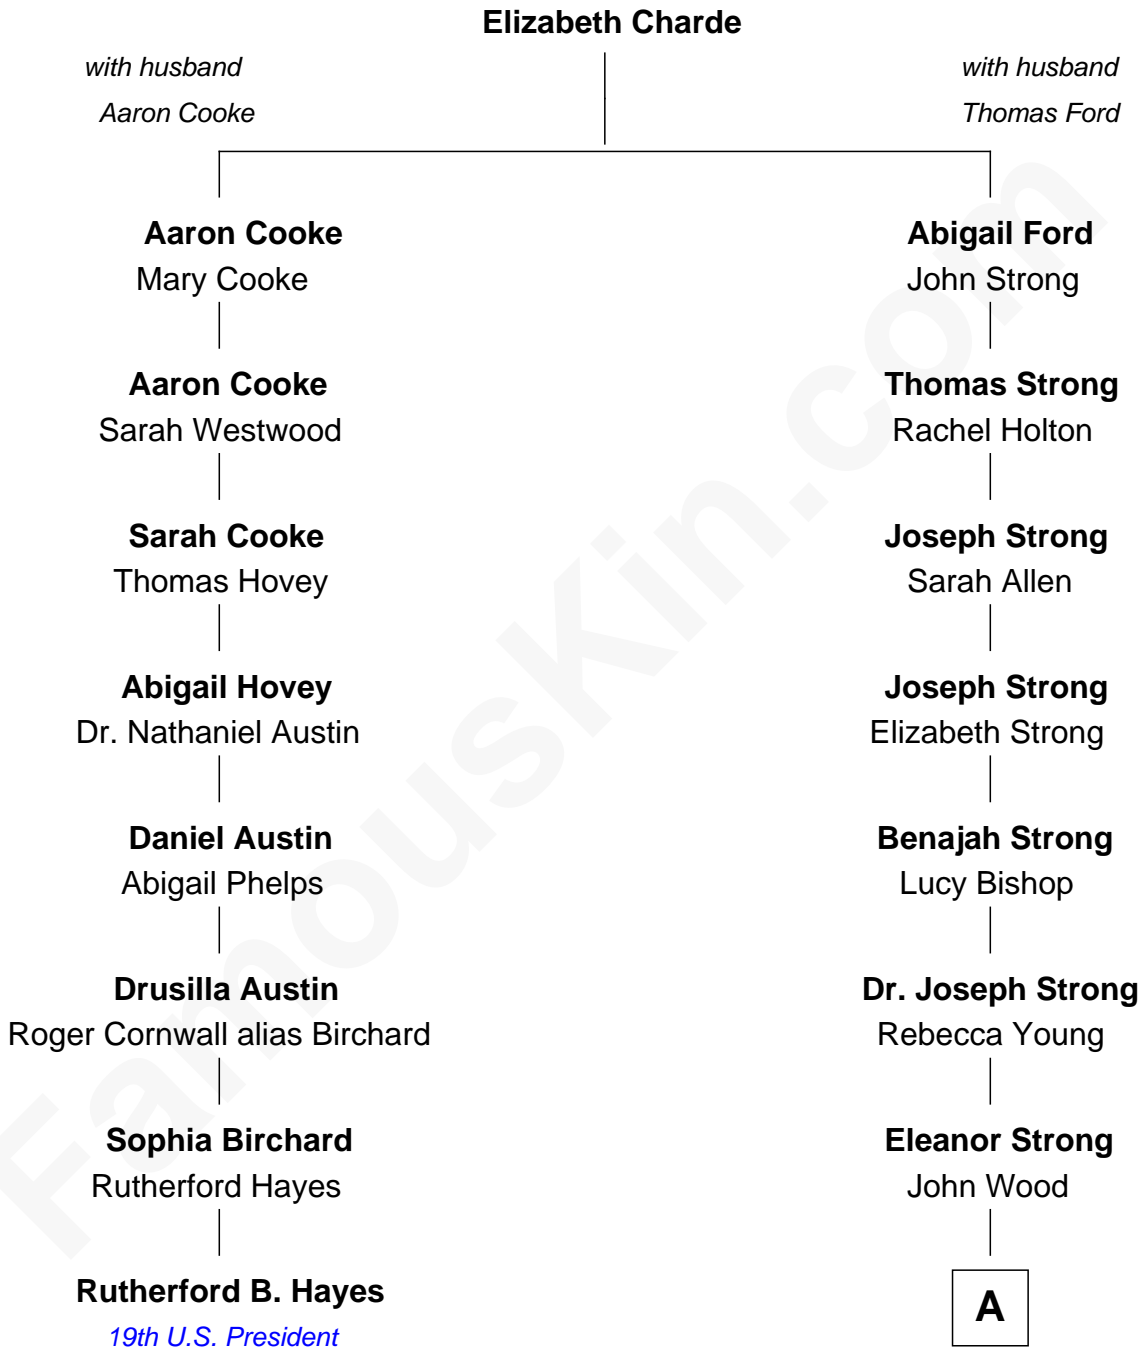 Elizabeth Charde
with husband
Aaron Cooke
with husband
Thomas Ford
Aaron Cooke
Mary Cooke
Abigail Ford
John Strong
Aaron Cooke
Sarah Westwood
Thomas Strong
Rachel Holton
Sarah Cooke
Thomas Hovey
Joseph Strong
Sarah Allen
Abigail Hovey
Dr. Nathaniel Austin
Joseph Strong
Elizabeth Strong
Daniel Austin
Abigail Phelps
Benajah Strong
Lucy Bishop
Drusilla Austin
Roger Cornwall alias Birchard
Dr. Joseph Strong
Rebecca Young
Sophia Birchard
Rutherford Hayes
Eleanor Strong
John Wood
Rutherford B. Hayes
19th U.S. President
A
FamousKin.com